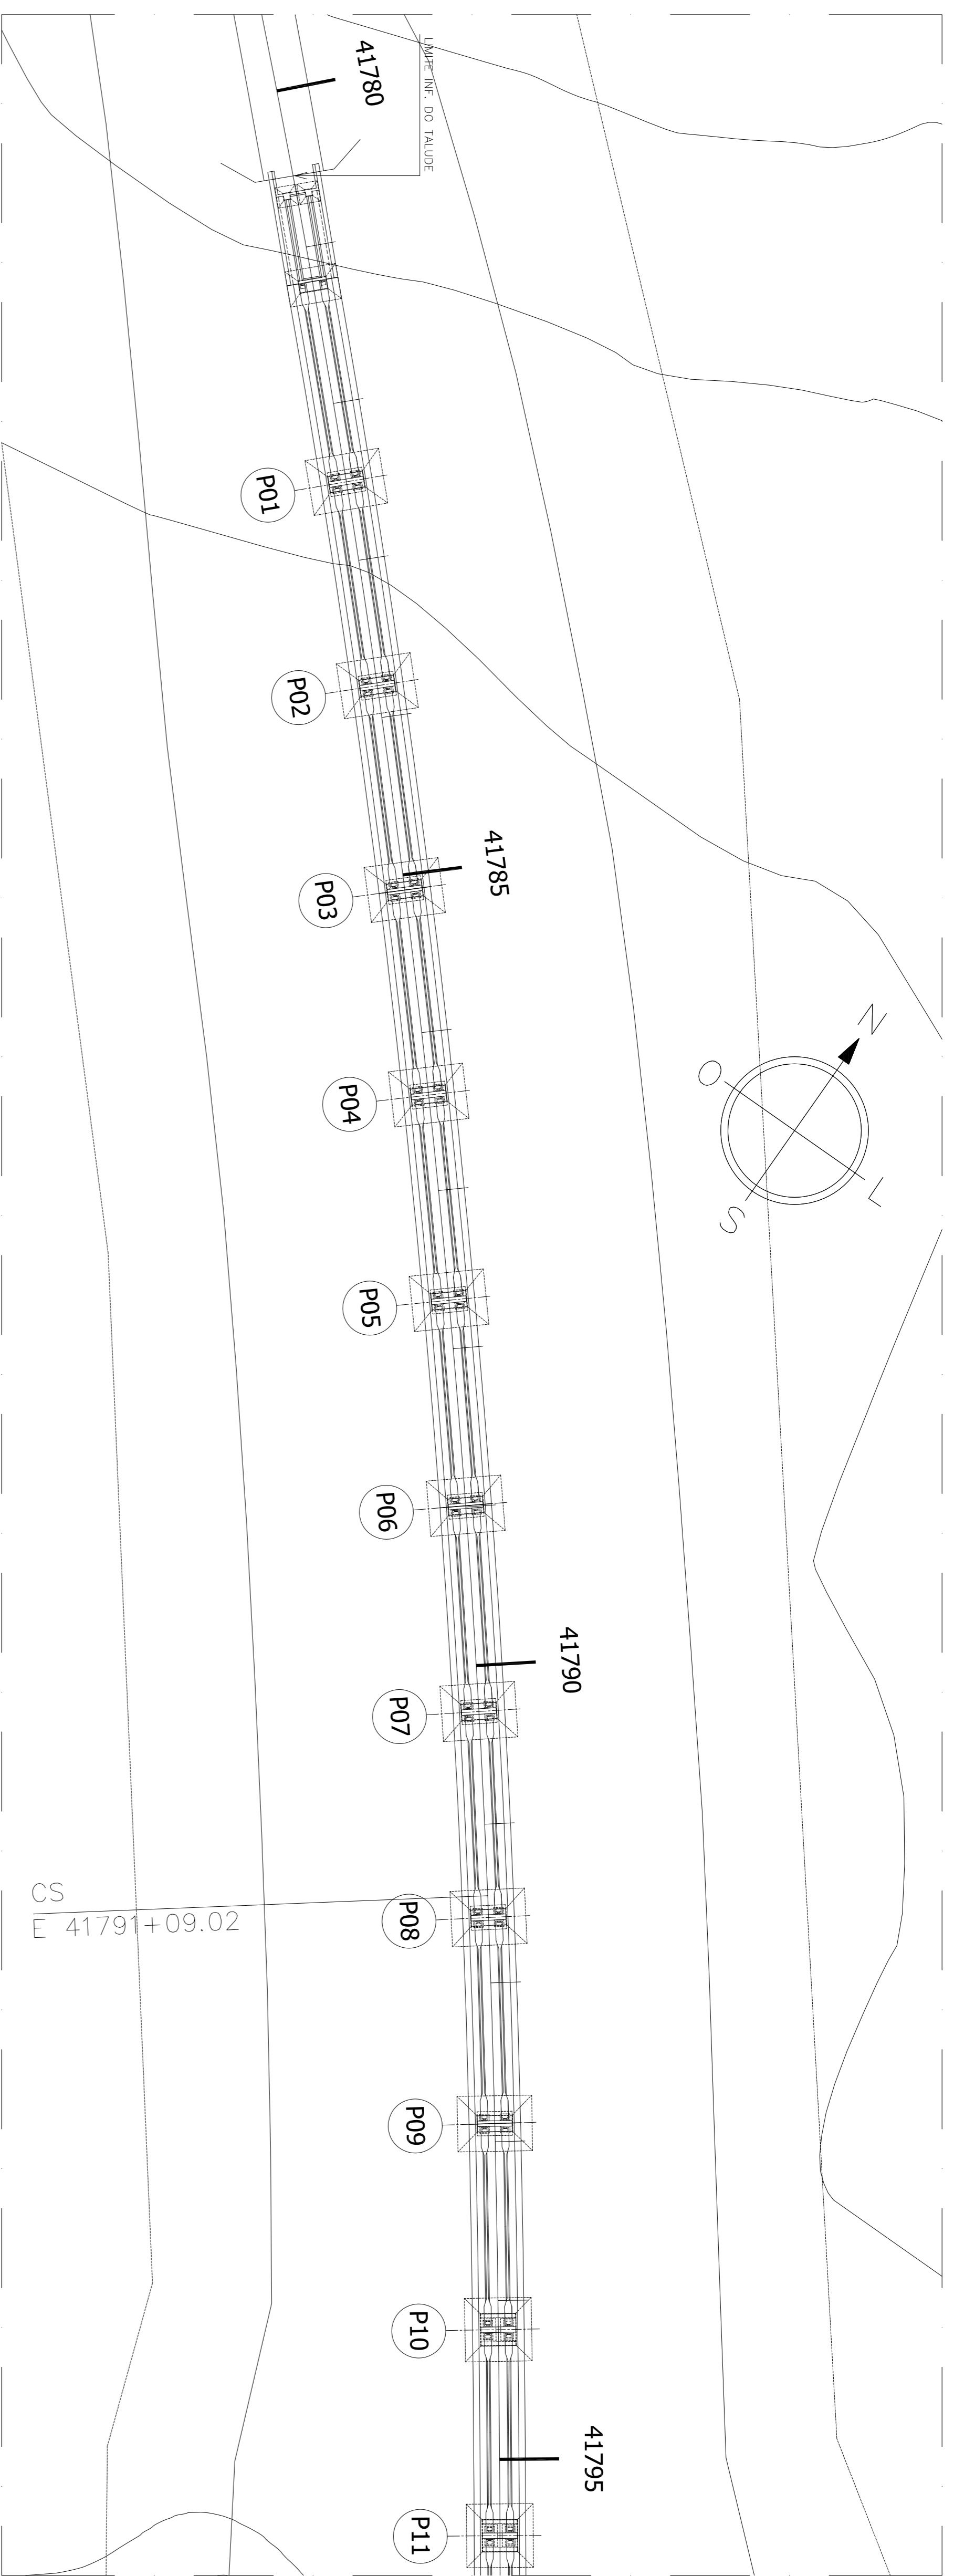 41780
LIMITE INF. DO TALUDE
P01
P02
41785
P03
N
O
L
S
P04
P05
P06
41790
P07
CS
E 41791+09.02
P08
P09
P10
41795
P11